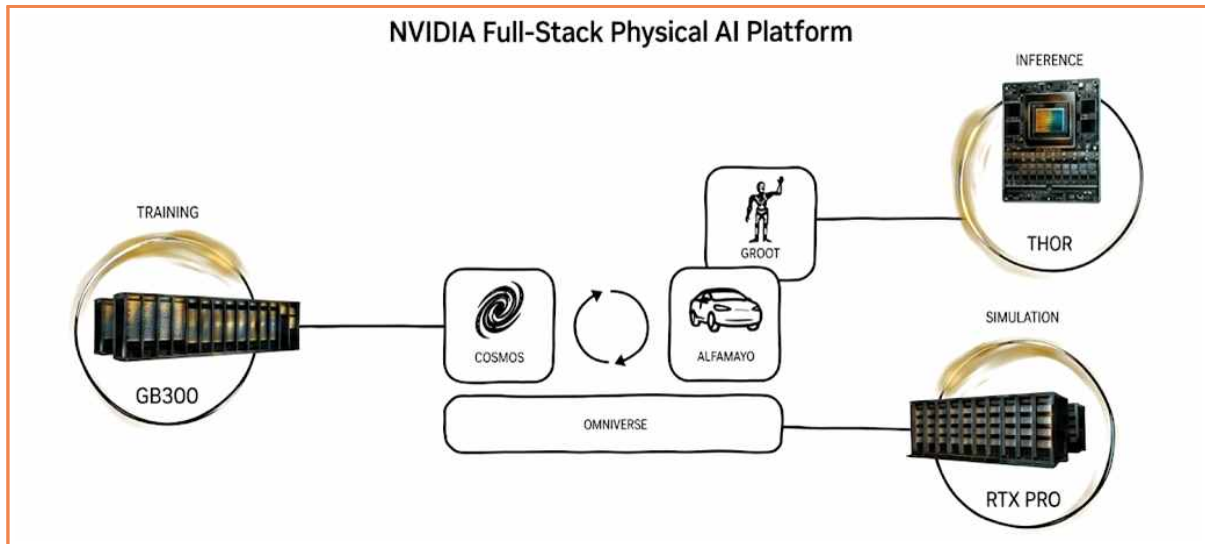 NVIDIA Full-Stack Physical AI Platform
INFERENCE
THOR
TRAINING
GB300
GROOT
COSMOS
ALFAMAYO
OMNIVERSE
SIMULATION
RTX PRO